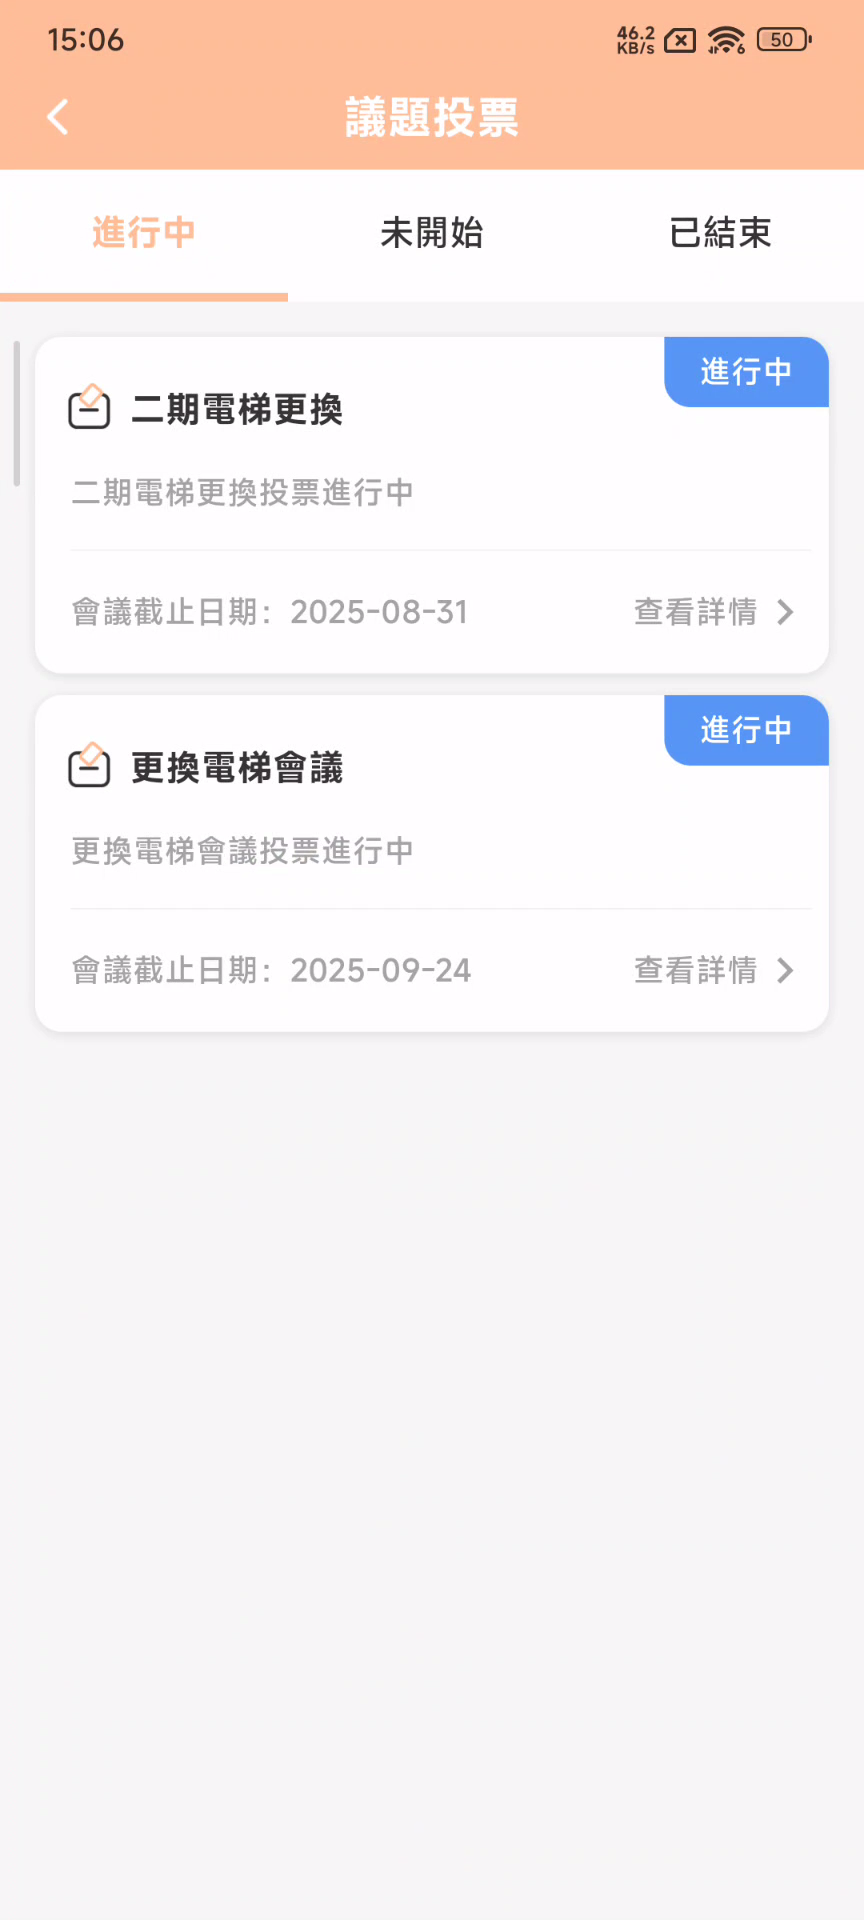 15:06
46.2
KB/s
6
50
議題投票
進行中
未開始
已結束
進行中
二期電梯更換
二期電梯更換投票進行中
會議截止日期：2025-08-31
查看詳情
進行中
更換電梯會議
更換電梯會議投票進行中
會議截止日期：2025-09-24
查看詳情